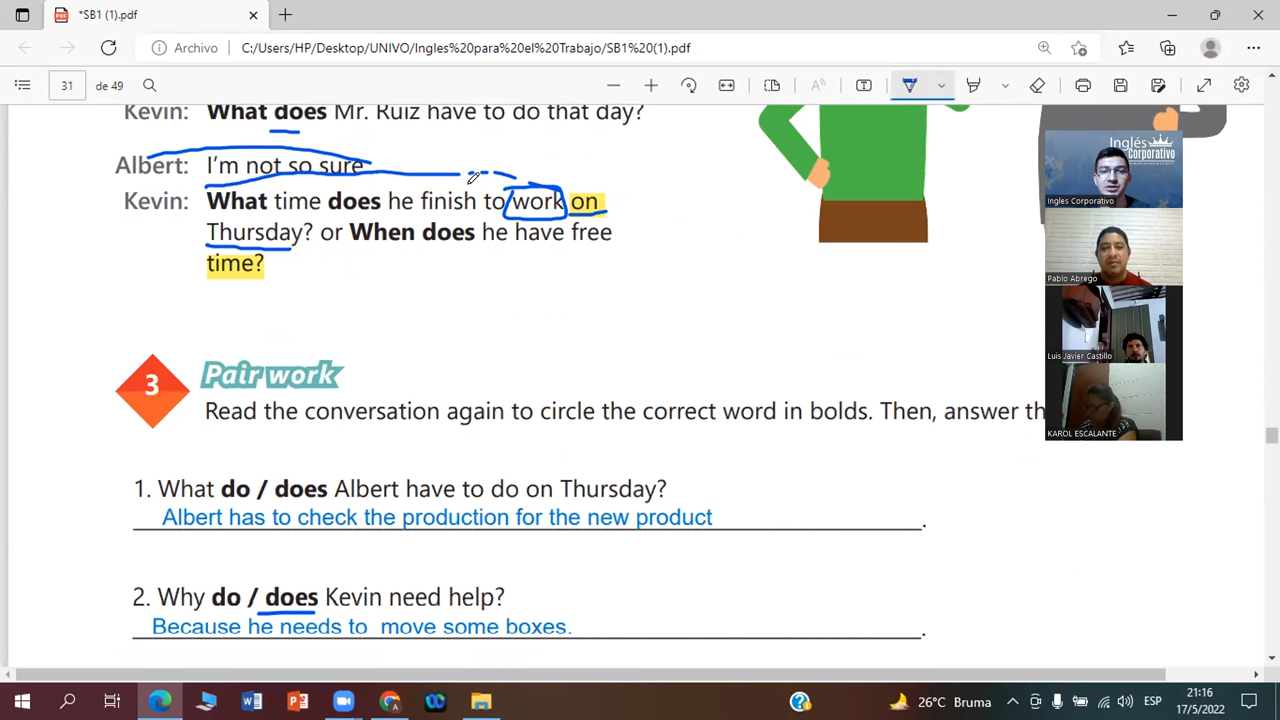 *SB1 (1).pdf
Archivo
C:/Users/HP/Desktop/UNIVO/Ingles%20para%20el%20Trabajo/SB1%20(1).pdf
31 de 49
Kevin: What does Mr. Ruiz have to do that day?
Albert: I'm not so sure
Kevin: What time does he finish to work on
Thursday? or When does he have free
time?
Inglés
Corporativo
Ingles Corporativo
Pablo Abrego
Luis Javier Castillo
KAROL ESCALANTE
3 Pair work
Read the conversation again to circle the correct word in bolds. Then, answer th
1. What do / does Albert have to do on Thursday?
Albert has to check the production for the new product
2. Why do / does Kevin need help?
Because he needs to move some boxes.
26°C Bruma
ESP
21:16
17/5/2022